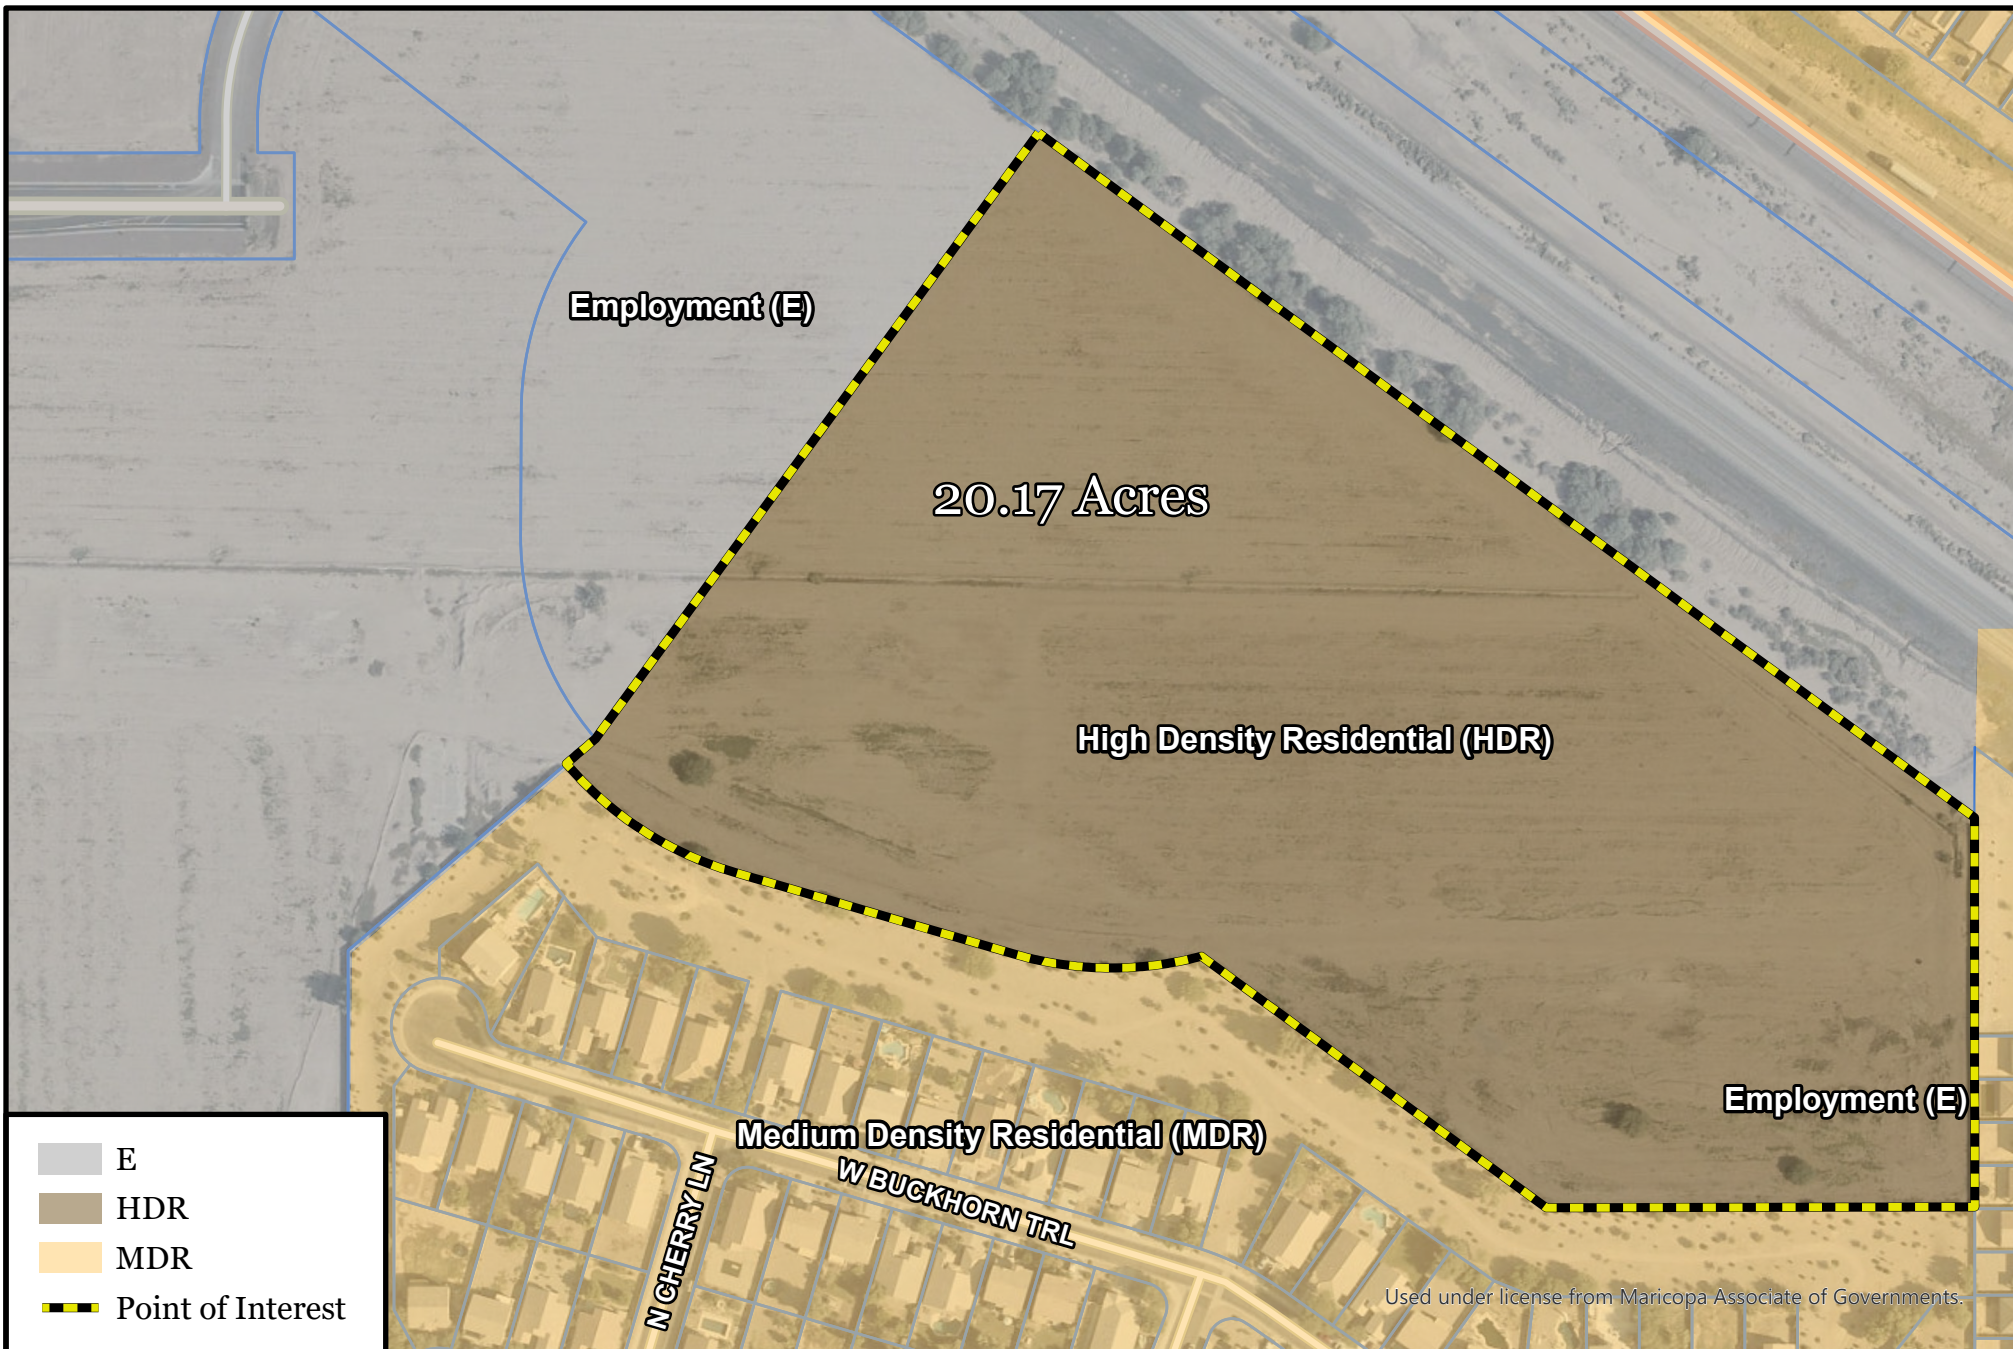 Employment (E)
20.17 Acres
High Density Residential (HDR)
Employment (E)
Medium Density Residential (MDR)
W BUCKHORN TRL
N CHERRY LN
E
HDR
MDR
Point of Interest
Used under license from Maricopa Associate of Governments.